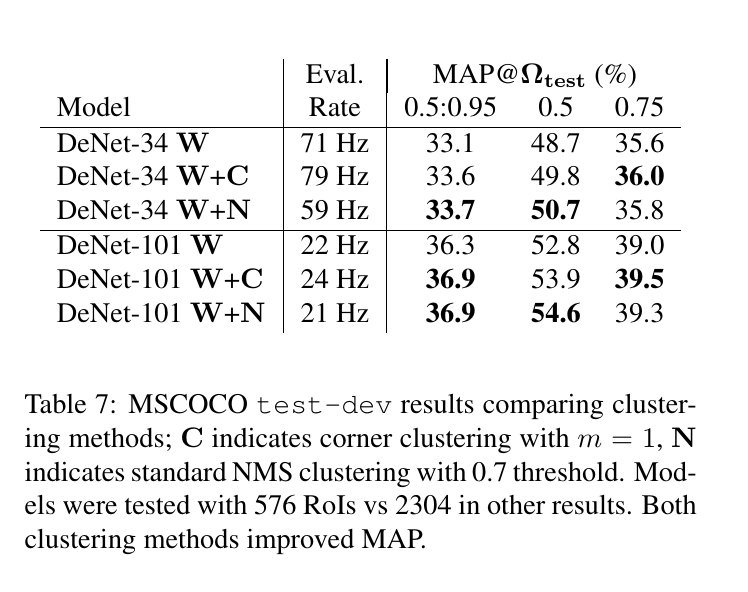 Eval. MAP@Ωtest (%)
Model Rate 0.5:0.95 0.5 0.75
DeNet-34 W 71 Hz 33.1 48.7 35.6
DeNet-34 W+C 79 Hz 33.6 49.8 36.0
DeNet-34 W+N 59 Hz 33.7 50.7 35.8
DeNet-101 W 22 Hz 36.3 52.8 39.0
DeNet-101 W+C 24 Hz 36.9 53.9 39.5
DeNet-101 W+N 21 Hz 36.9 54.6 39.3
Table 7: MSCOCO test-dev results comparing cluster-
ing methods; C indicates corner clustering with m = 1, N
indicates standard NMS clustering with 0.7 threshold. Mod-
els were tested with 576 RoIs vs 2304 in other results. Both
clustering methods improved MAP.